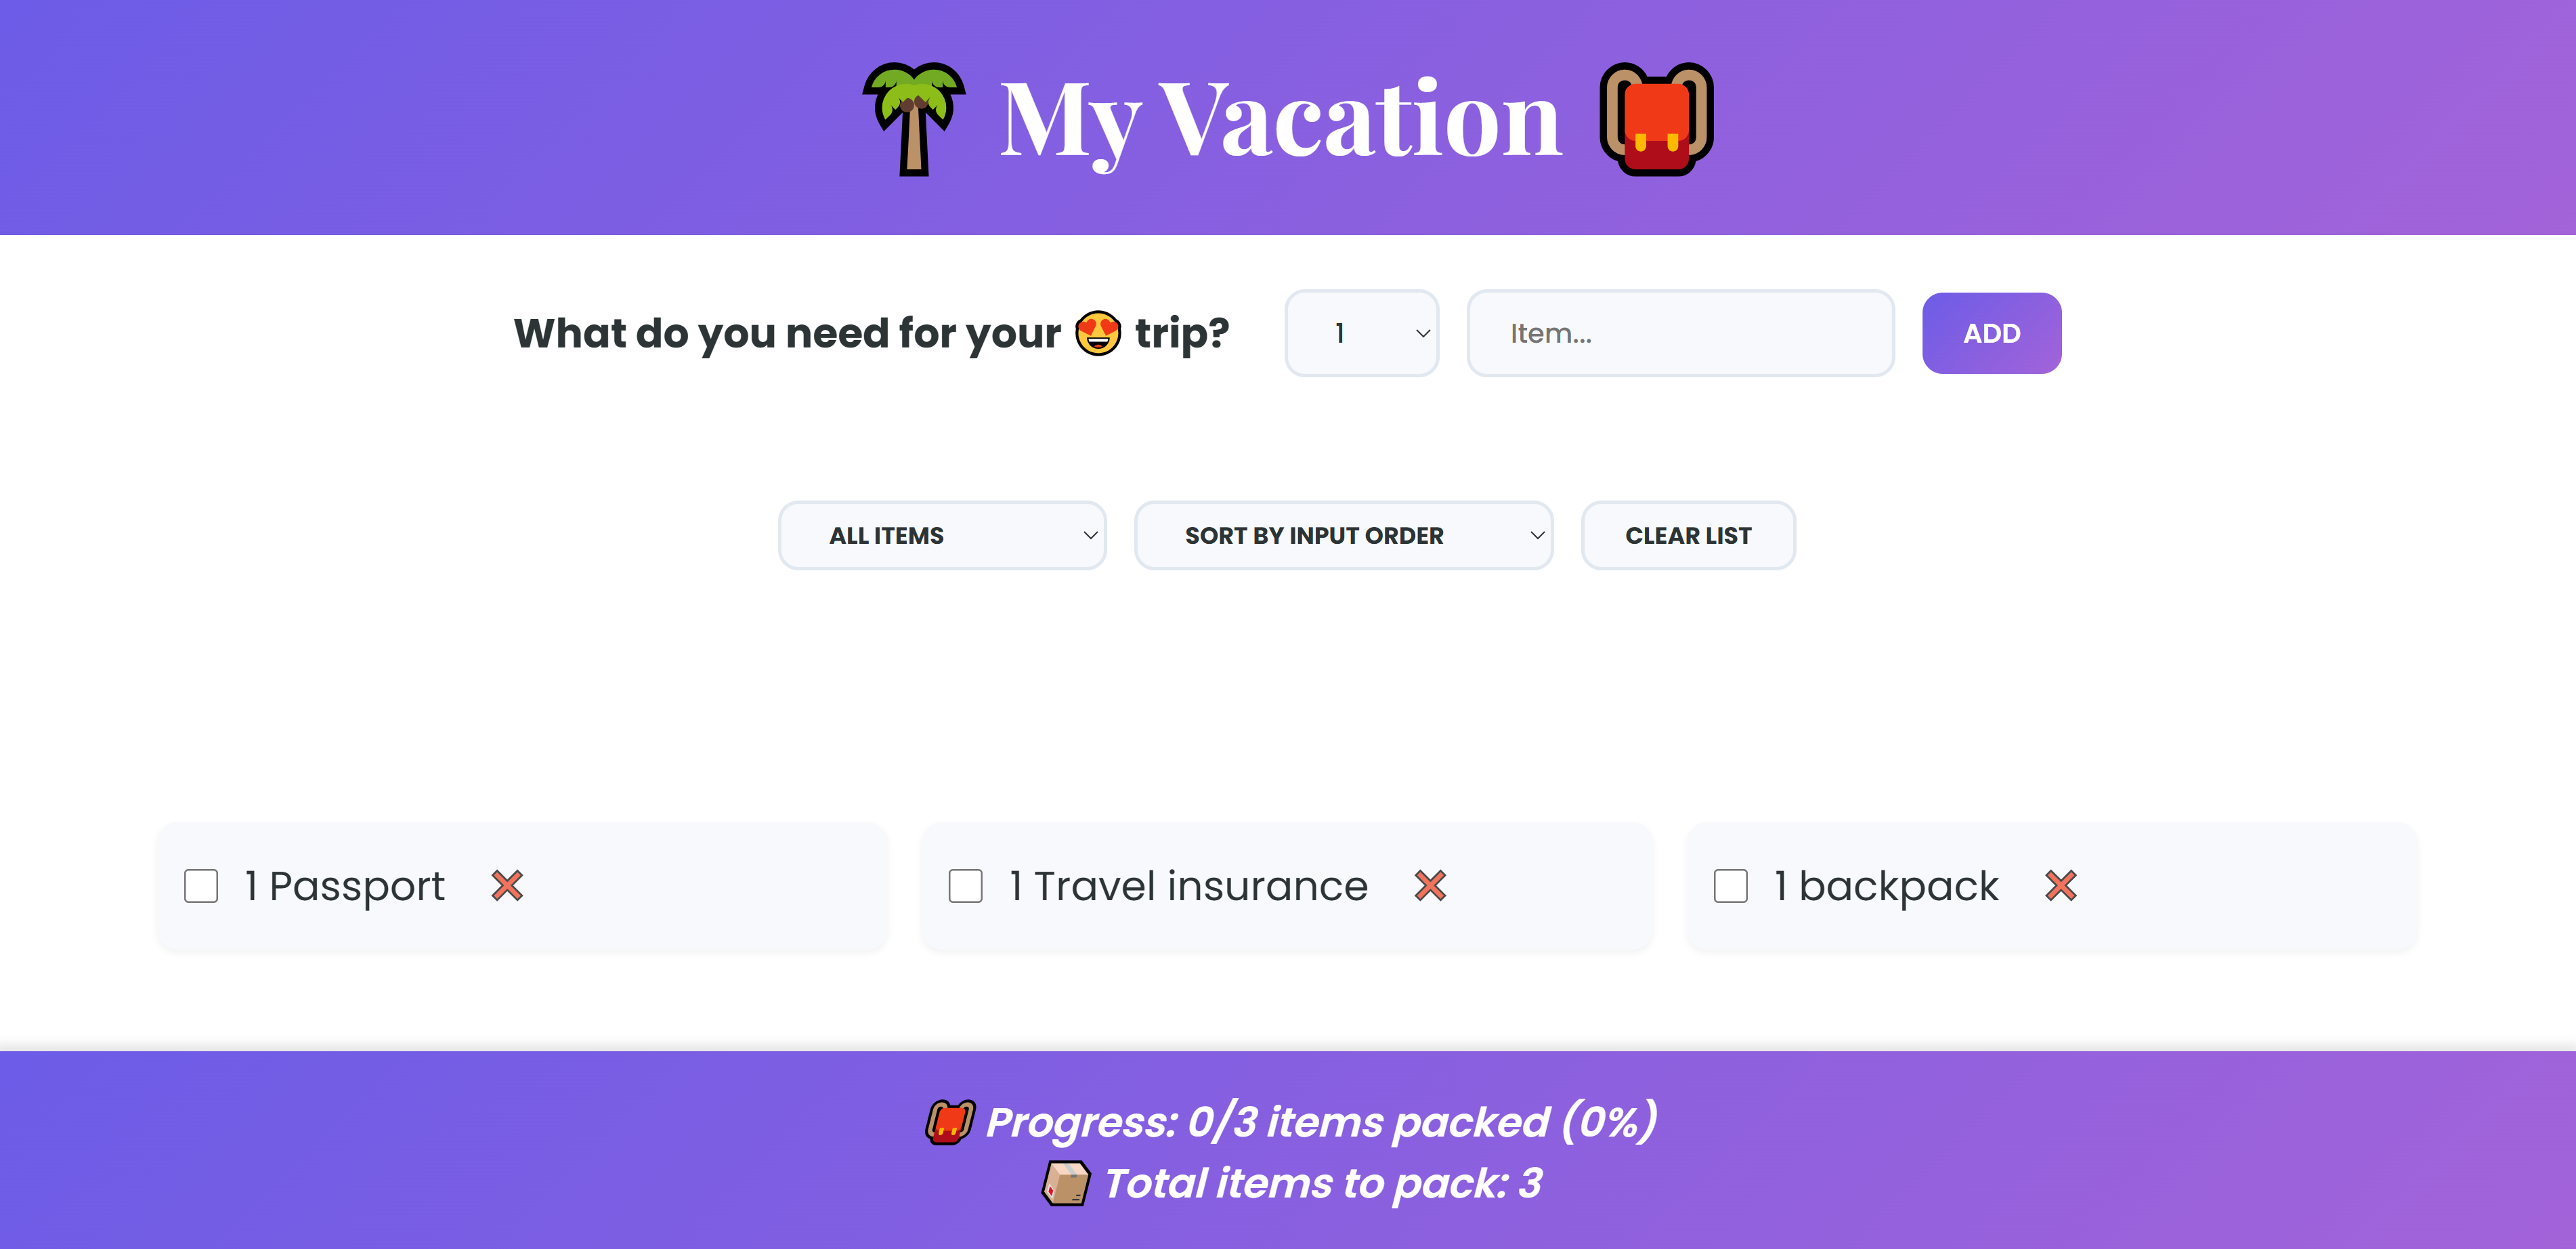 🌴 My Vacation 🎒
What do you need for your 😍 trip? 1 Item... ADD
ALL ITEMS SORT BY INPUT ORDER CLEAR LIST
1 Passport ❌ 1 Travel insurance ❌ 1 backpack ❌
🎒 Progress: 0/3 items packed (0%)
📦 Total items to pack: 3